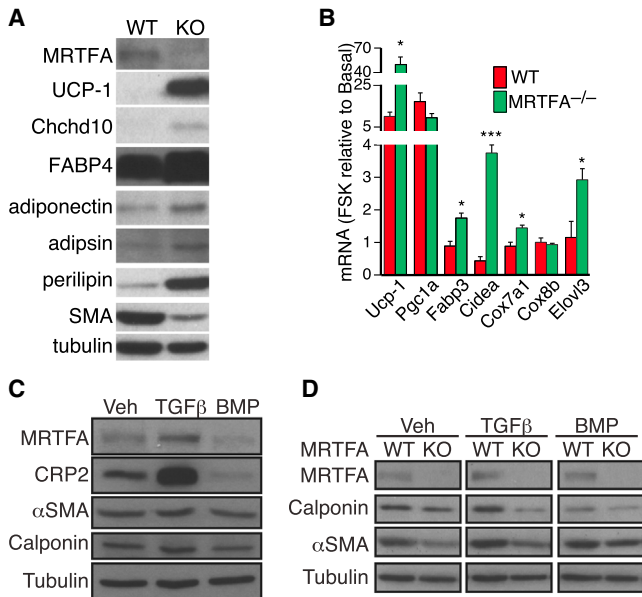 A
WT KO
MRTFA
UCP-1
Chchd10
FABP4
adiponectin
adipsin
perilipin
SMA
tubulin
B
mRNA (FSK relative to Basal)
70
40
25
5
4
3
2
1
0
WT
MRTFA−/−
*
*
***
*
*
Ucp-1
Pgc1a
Fabp3
Cidea
Cox7a1
Cox8b
Elovl3
C
Veh TGFβ BMP
MRTFA
CRP2
αSMA
Calponin
Tubulin
D
Veh TGFβ BMP
MRTFA WT KO WT KO WT KO
MRTFA
Calponin
αSMA
Tubulin